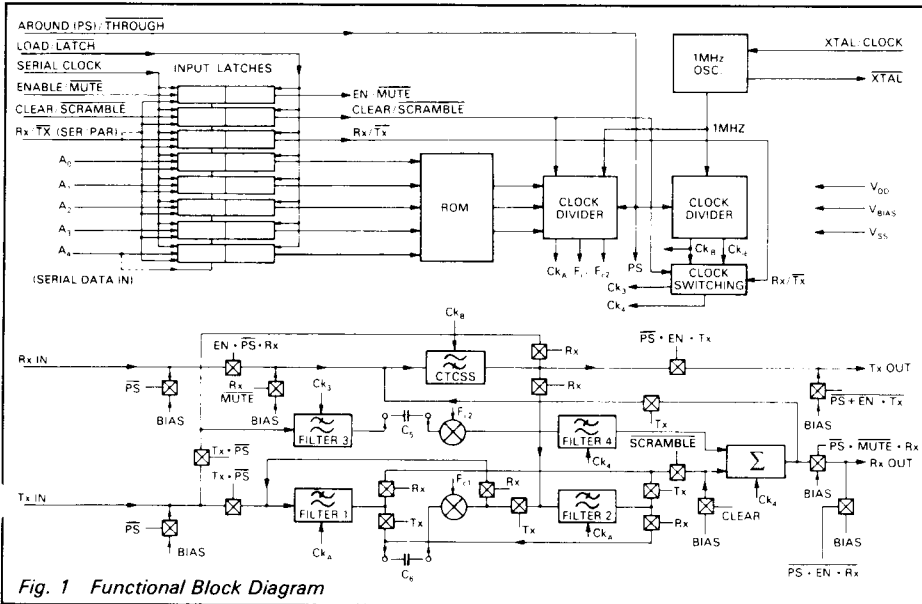 AROUND (PS)/THROUGH
LOAD/LATCH
SERIAL CLOCK
INPUT LATCHES
ENABLE/MUTE
EN/MUTE
CLEAR/SCRAMBLE
CLEAR/SCRAMBLE
Rx/TX (SER PAR)
Rx/Tx
A0
A1
A2
A3
A4
(SERIAL DATA IN)
ROM
CLOCK DIVIDER
CkA Fc1 Fc2 PS
1MHz OSC.
XTAL/CLOCK
XTAL
1MHZ
CLOCK DIVIDER
CkB
CLOCK SWITCHING
Rx/Tx
Ck3
Ck4
VDD
VBIAS
VSS
CkB
Rx IN
EN • PS • Rx
CTCSS
Rx
PS • EN • Tx
Tx OUT
PS
BIAS
Rx
MUTE
BIAS
Ck3
Rx
Tx
PS + EN • Tx
BIAS
FILTER 3
C5
Fc2
FILTER 4
Ck4
SCRAMBLE
Σ
Ck4
PS • MUTE • Rx
Rx OUT
BIAS
Tx • PS
Tx • PS
Tx IN
PS
BIAS
FILTER 1
CkA
Rx
Tx
C6
Fc1
Rx
Tx
FILTER 2
CkA
Tx
Rx
BIAS
CLEAR
BIAS
PS • EN • Rx
Fig. 1 Functional Block Diagram